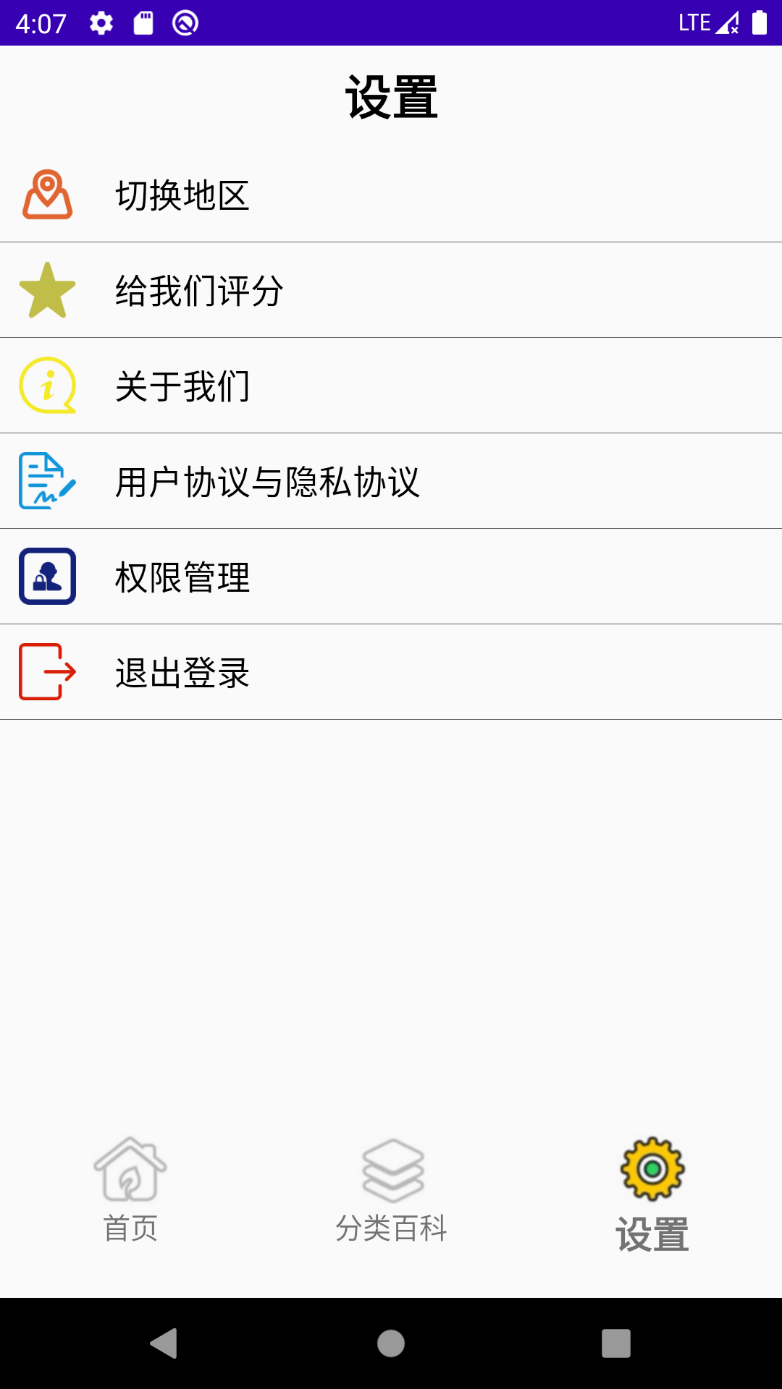 4:07 LTE
设置
切换地区
给我们评分
关于我们
用户协议与隐私协议
权限管理
退出登录
首页 分类百科 设置